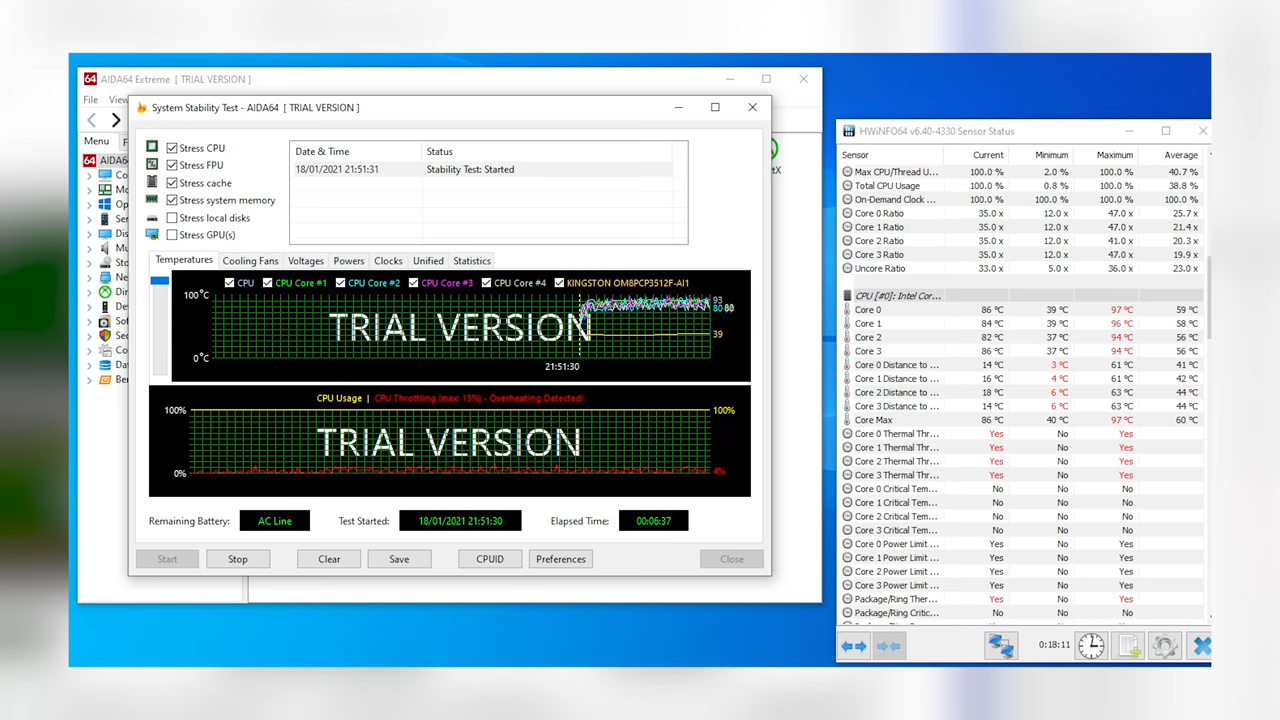 AIDA64 Extreme [ TRIAL VERSION ]
File View
System Stability Test - AIDA64 [ TRIAL VERSION ]
Menu
AIDA64
Stress CPU
Stress FPU
Stress cache
Stress system memory
Stress local disks
Stress GPU(s)
Date & Time Status
18/01/2021 21:51:31 Stability Test: Started
Temperatures Cooling Fans Voltages Powers Clocks Unified Statistics
CPU CPU Core #1 CPU Core #2 CPU Core #3 CPU Core #4 KINGSTON OM8PCP3512F-AI1
100°C
TRIAL VERSION
93
80
39
0°C
21:51:30
CPU Usage | CPU Throttling (max: 15%) - Overheating Detected!
100% 100%
TRIAL VERSION
0% 4%
Remaining Battery: AC Line Test Started: 18/01/2021 21:51:30 Elapsed Time: 00:06:37
Start Stop Clear Save CPUID Preferences Close
HWiNFO64 v6.40-4330 Sensor Status
Sensor Current Minimum Maximum Average
Max CPU/Thread U... 100.0 % 2.0 % 100.0 % 40.7 %
Total CPU Usage 100.0 % 0.8 % 100.0 % 38.8 %
On-Demand Clock ... 100.0 % 100.0 % 100.0 % 100.0 %
Core 0 Ratio 35.0 x 12.0 x 47.0 x 25.7 x
Core 1 Ratio 35.0 x 12.0 x 47.0 x 21.4 x
Core 2 Ratio 35.0 x 12.0 x 41.0 x 20.3 x
Core 3 Ratio 35.0 x 12.0 x 47.0 x 19.9 x
Uncore Ratio 33.0 x 5.0 x 36.0 x 23.0 x
CPU [#0]: Intel Cor...
Core 0 86 °C 39 °C 97 °C 59 °C
Core 1 84 °C 39 °C 96 °C 58 °C
Core 2 82 °C 37 °C 94 °C 56 °C
Core 3 86 °C 37 °C 94 °C 56 °C
Core 0 Distance to ... 14 °C 3 °C 61 °C 41 °C
Core 1 Distance to ... 16 °C 4 °C 61 °C 42 °C
Core 2 Distance to ... 18 °C 6 °C 63 °C 44 °C
Core 3 Distance to ... 14 °C 6 °C 63 °C 44 °C
Core Max 86 °C 40 °C 97 °C 60 °C
Core 0 Thermal Thr... Yes No Yes
Core 1 Thermal Thr... Yes No Yes
Core 2 Thermal Thr... Yes No Yes
Core 3 Thermal Thr... Yes No Yes
Core 0 Critical Tem... No No No
Core 1 Critical Tem... No No No
Core 2 Critical Tem... No No No
Core 3 Critical Tem... No No No
Core 0 Power Limit ... Yes No Yes
Core 1 Power Limit ... Yes No Yes
Core 2 Power Limit ... Yes No Yes
Core 3 Power Limit ... Yes No Yes
Package/Ring Ther... Yes No Yes
Package/Ring Critic... No No No
0:18:11